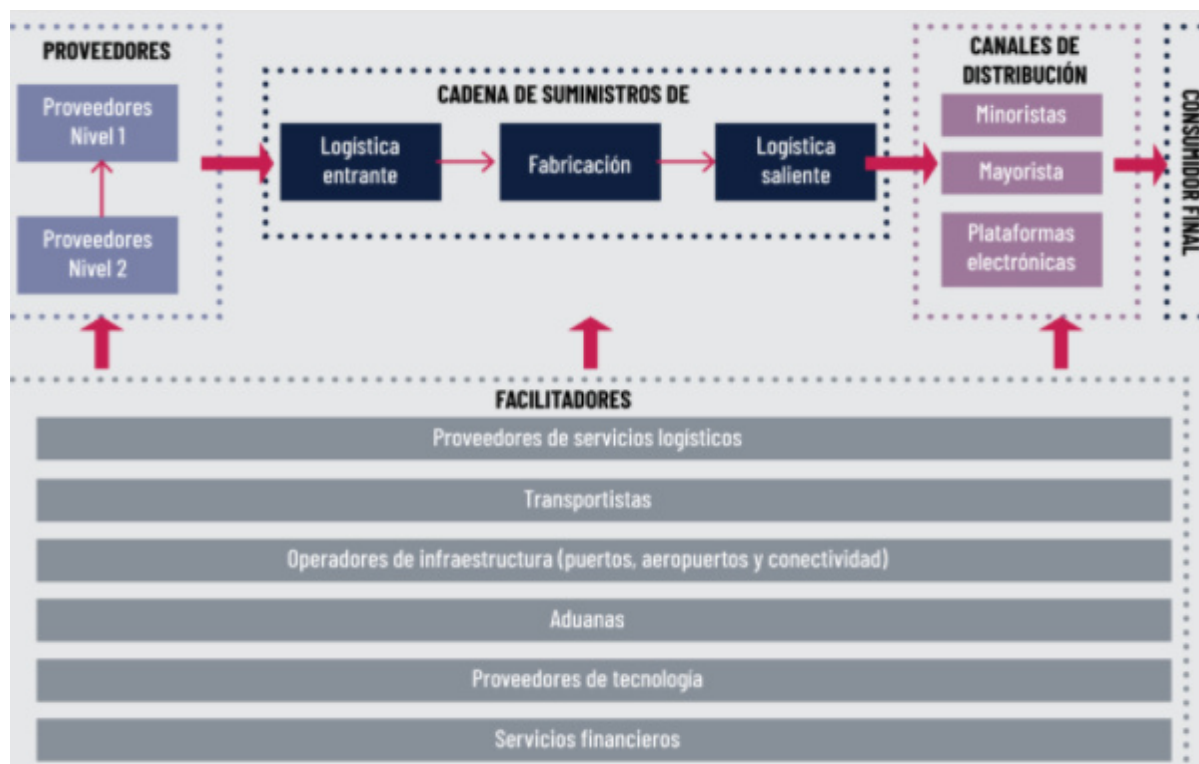 PROVEEDORES
Proveedores
Nivel 1
Proveedores
Nivel 2
CADENA DE SUMINISTROS DE
Logística
entrante
Fabricación
Logística
saliente
CANALES DE
DISTRIBUCIÓN
Minoristas
Mayorista
Plataformas
electrónicas
CONSUMIDOR FINAL
FACILITADORES
Proveedores de servicios logísticos
Transportistas
Operadores de infraestructura (puertos, aeropuertos y conectividad)
Aduanas
Proveedores de tecnología
Servicios financieros